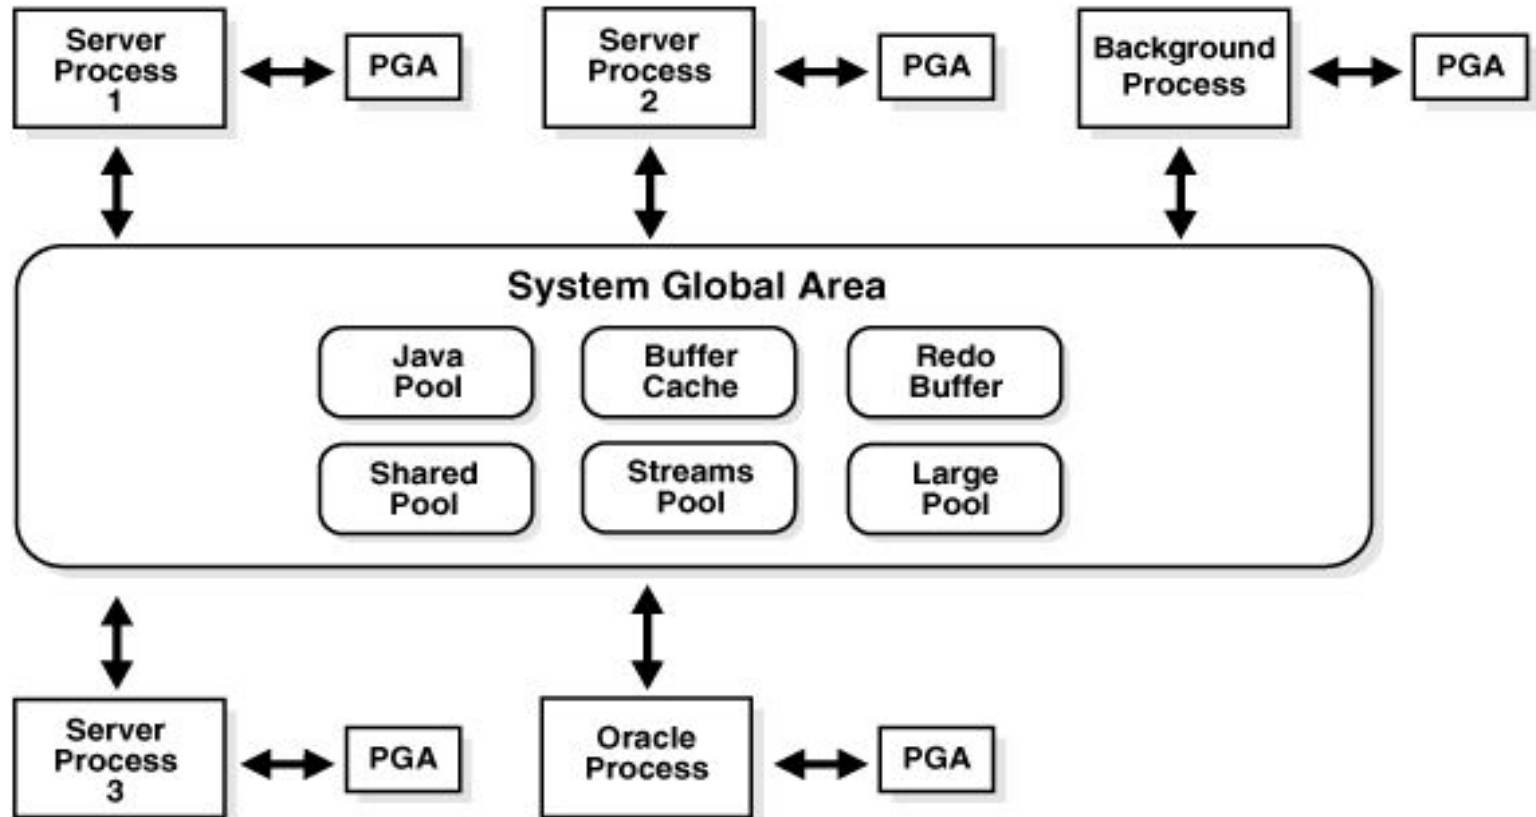 Server
Process
1
PGA
Server
Process
2
PGA
Background
Process
PGA
System Global Area
Java
Pool
Buffer
Cache
Redo
Buffer
Shared
Pool
Streams
Pool
Large
Pool
Server
Process
3
PGA
Oracle
Process
PGA